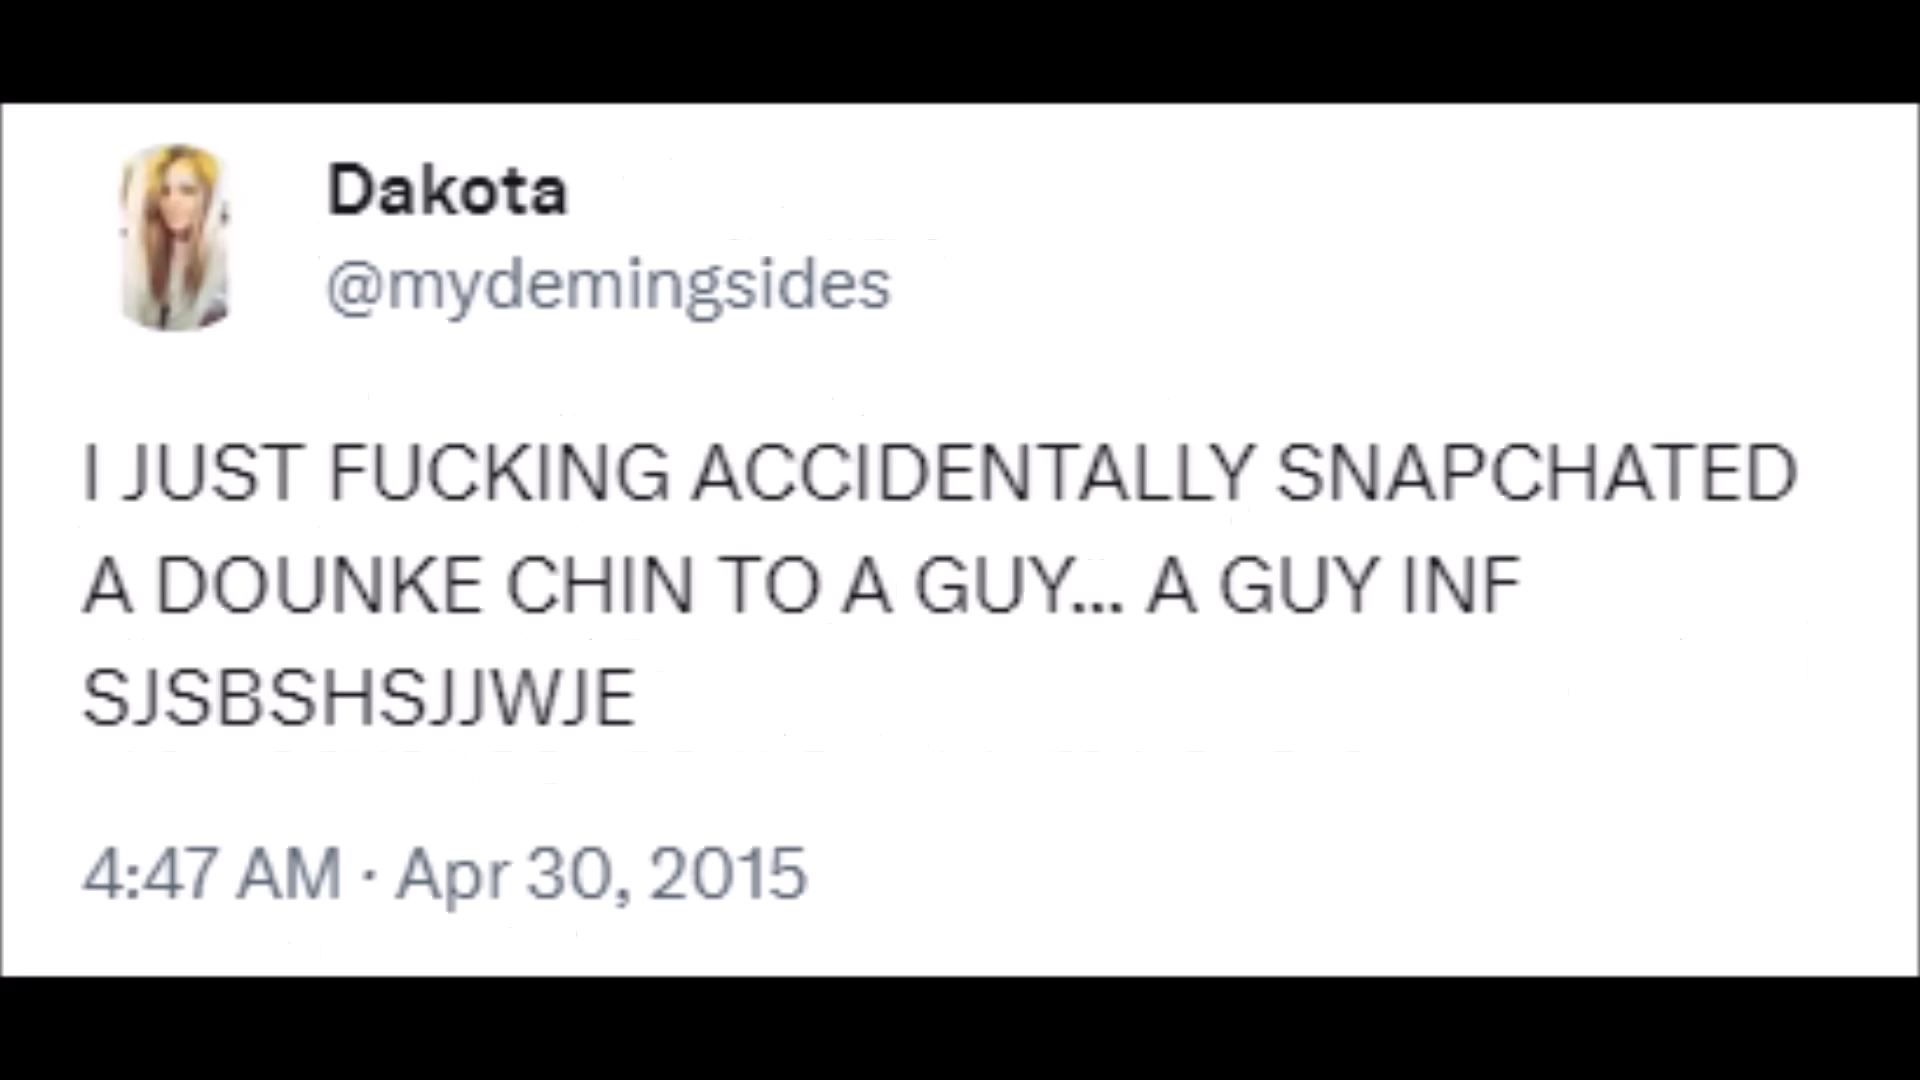 Dakota
@mydemingsides
I JUST FUCKING ACCIDENTALLY SNAPCHATED
A DOUNKE CHIN TO A GUY... A GUY INF
SJSBSHSJJWJE
4:47 AM · Apr 30, 2015